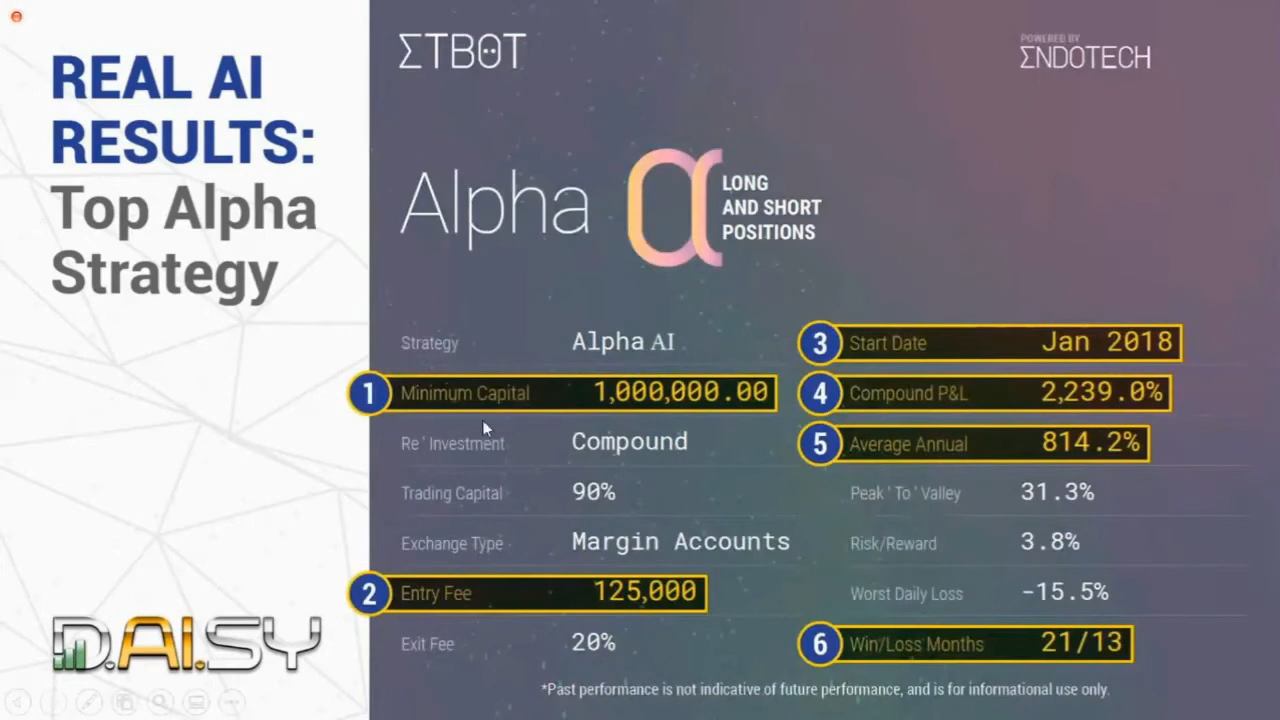 REAL AI
RESULTS:
Top Alpha
Strategy
D.AI.SY
ΣTBOT
POWERED BY
ΣNDOTECH
Alpha
α
LONG
AND SHORT
POSITIONS
Strategy Alpha AI
1 Minimum Capital 1,000,000.00
Re ' Investment Compound
Trading Capital 90%
Exchange Type Margin Accounts
2 Entry Fee 125,000
Exit Fee 20%
3 Start Date Jan 2018
4 Compound P&L 2,239.0%
5 Average Annual 814.2%
Peak ' To ' Valley 31.3%
Risk/Reward 3.8%
Worst Daily Loss -15.5%
6 Win/Loss Months 21/13
*Past performance is not indicative of future performance, and is for informational use only.